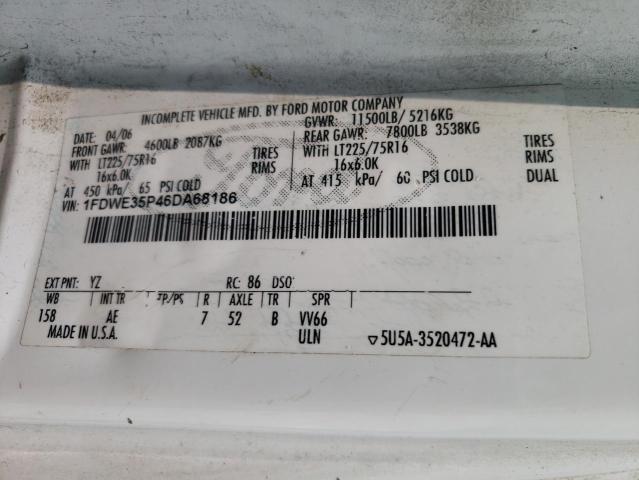 INCOMPLETE VEHICLE MFD. BY FORD MOTOR COMPANY
DATE: 04/06 GVWR: 11500LB/ 5216KG
FRONT GAWR: 4600LB 2087KG REAR GAWR: 7800LB 3538KG
WITH LT225/75R16 TIRES WITH LT225/75R16 TIRES
16x6.0K RIMS 16x6.0K RIMS
AT 450 kPa/ 65 PSI COLD AT 415 kPa/ 60 PSI COLD DUAL
VIN: 1FDWE35P46DA68186
EXT PNT: YZ RC: 86 DSO:
WB INT TR TP/PS R AXLE TR SPR
158 AE 7 52 B VV66
MADE IN U.S.A. ULN ▽5U5A-3520472-AA